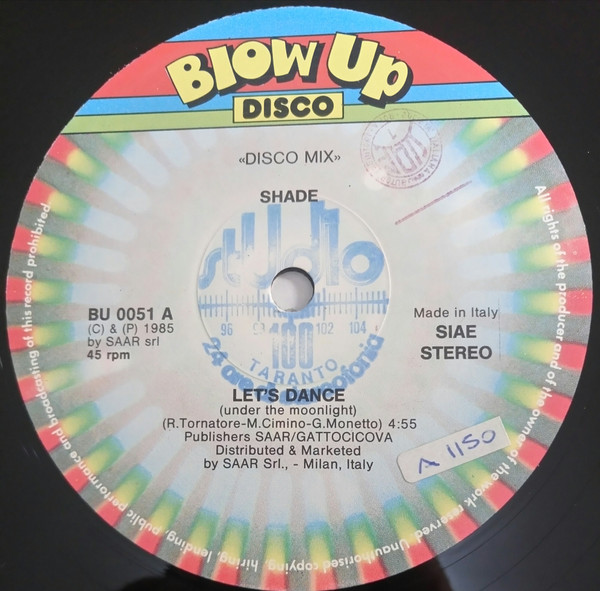 Blow Up
DISCO
«DISCO MIX»
SHADE
studio
96 102 104
100
TARANTO
BU 0051 A
(C) & (P) 1985
by SAAR srl
45 rpm
Made in Italy
SIAE
STEREO
LET'S DANCE
(under the moonlight)
(R.Tornatore-M.Cimino-G.Monetto) 4:55
Publishers SAAR/GATTOCICOVA
Distributed & Marketed
by SAAR Srl., - Milan, Italy
A 1150
All rights of the producer and of the owner of the work reserved. Unauthorised copying, hiring, lending, public performance and broadcasting of this record prohibited